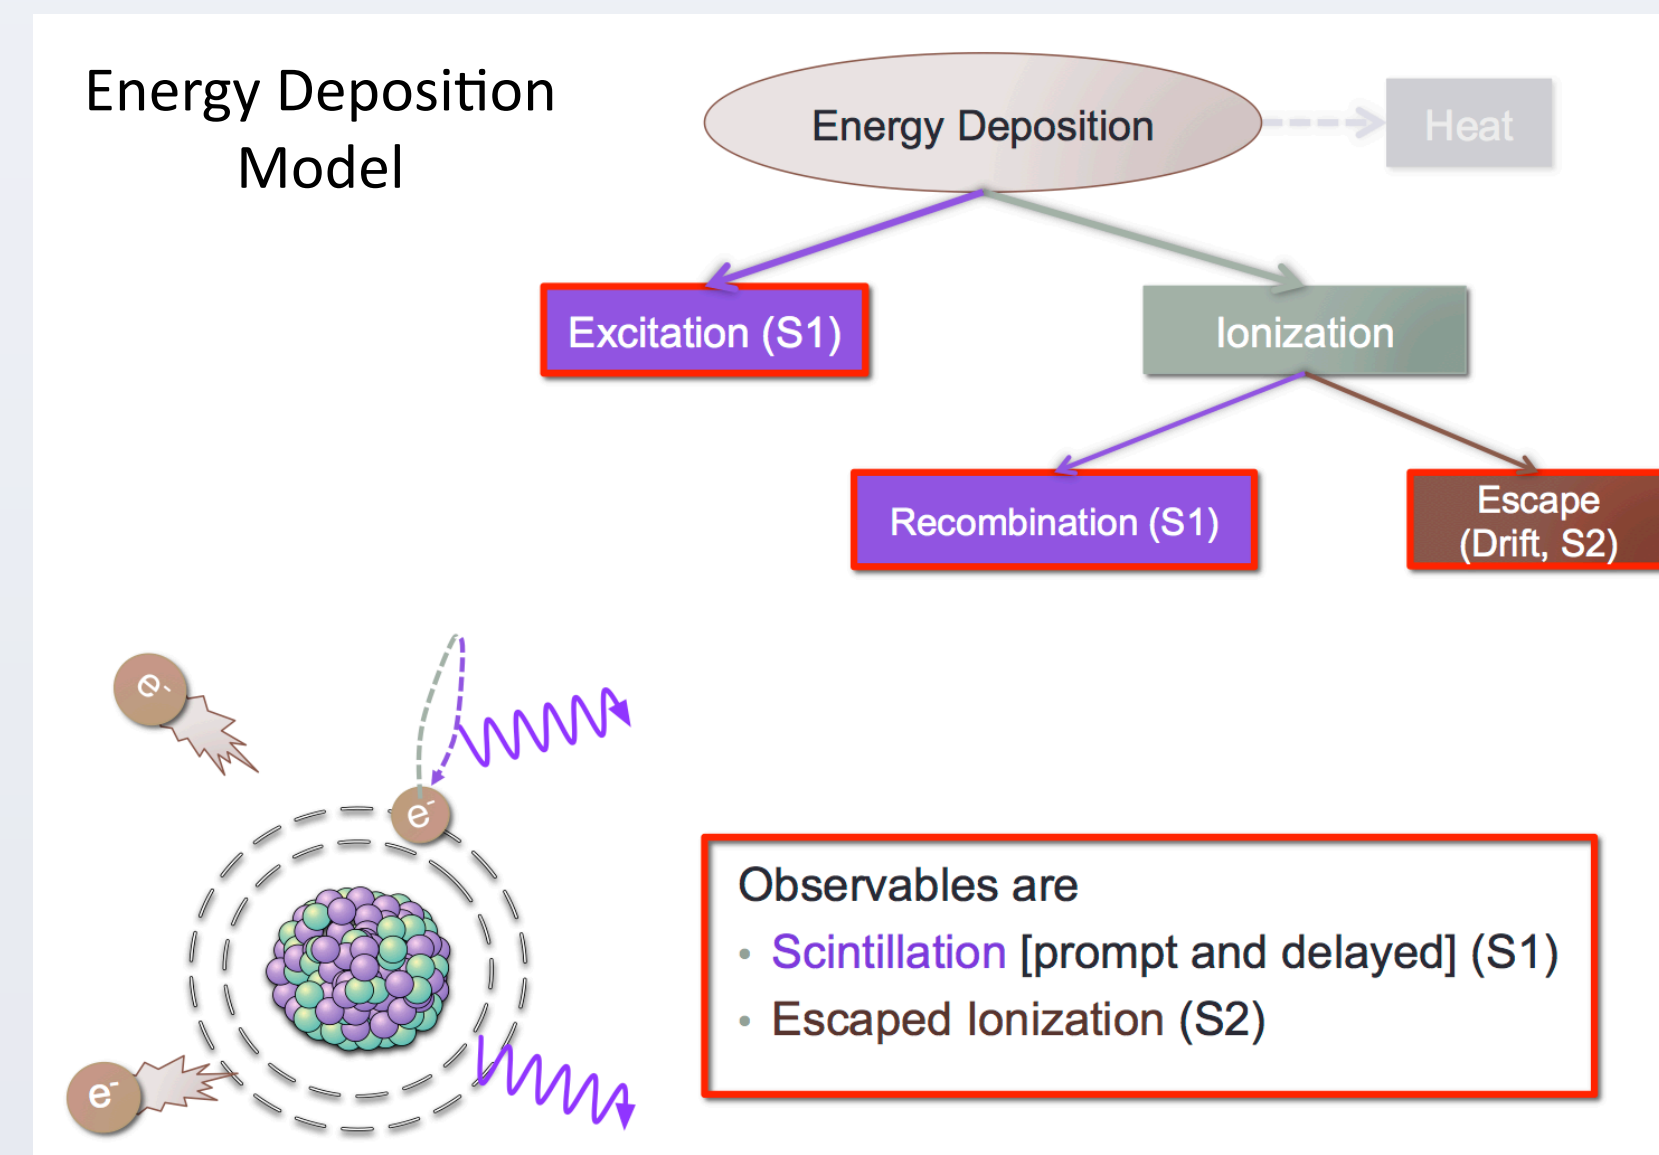 Energy Deposition
Model
Energy Deposition
Heat
Excitation (S1)
Ionization
Recombination (S1)
Escape
(Drift, S2)
e-
e-
e-
Observables are
• Scintillation [prompt and delayed] (S1)
• Escaped Ionization (S2)